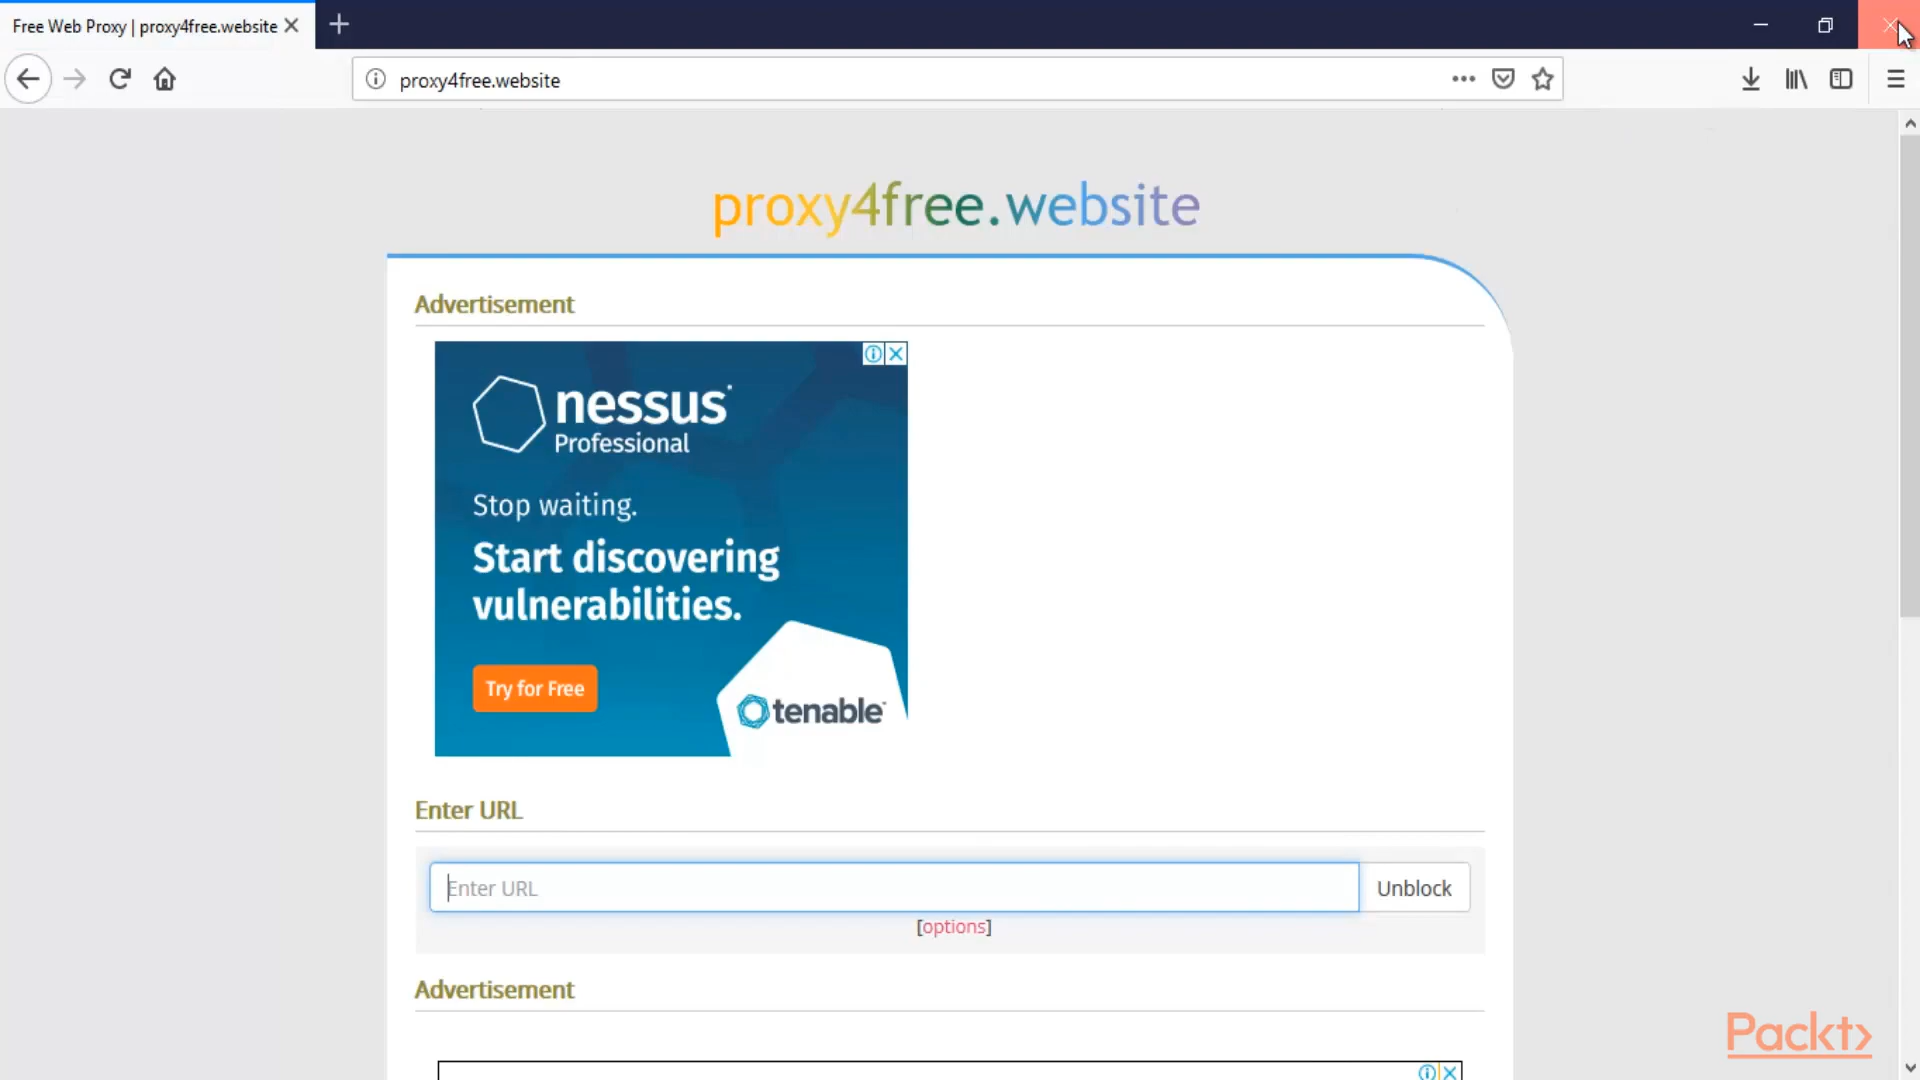 Free Web Proxy | proxy4free.website
proxy4free.website
proxy4free.website
Advertisement
nessus
Professional
Stop waiting.
Start discovering
vulnerabilities.
Try for Free
tenable
Enter URL
Enter URL
Unblock
[options]
Advertisement
Packt>